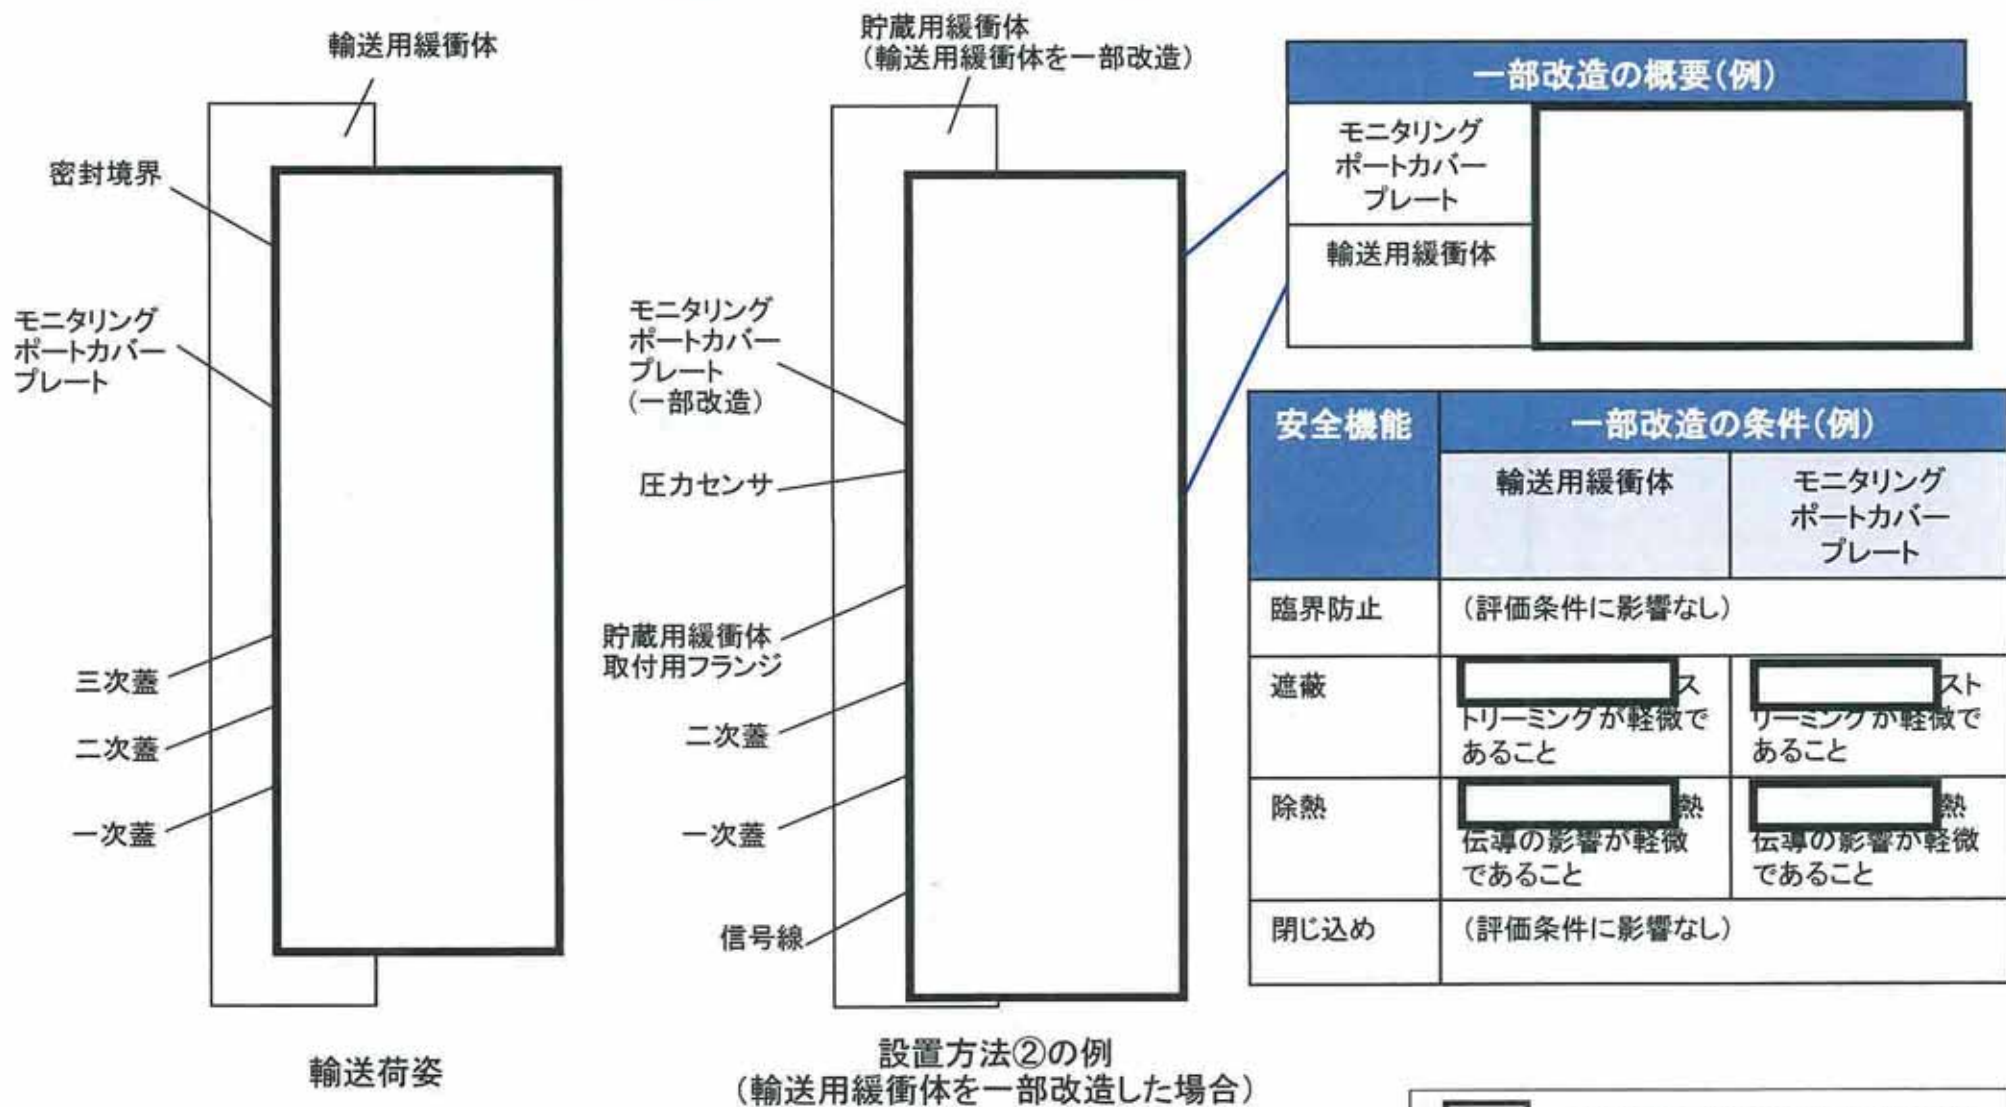 輸送用緩衝体
密封境界
モニタリング
ポートカバー
プレート
三次蓋
二次蓋
一次蓋
輸送荷姿
貯蔵用緩衝体
(輸送用緩衝体を一部改造)
モニタリング
ポートカバー
プレート
(一部改造)
圧力センサ
貯蔵用緩衝体
取付用フランジ
二次蓋
一次蓋
信号線
設置方法②の例
(輸送用緩衝体を一部改造した場合)
一部改造の概要(例)
モニタリング
ポートカバー
プレート
輸送用緩衝体
安全機能
一部改造の条件(例)
輸送用緩衝体
モニタリング
ポートカバー
プレート
臨界防止
(評価条件に影響なし)
遮蔽
ス
トリーミングが軽微で
あること
スト
リーミングが軽微で
あること
除熱
熱
伝導の影響が軽微
であること
熱
伝導の影響が軽微
であること
閉じ込め
(評価条件に影響なし)